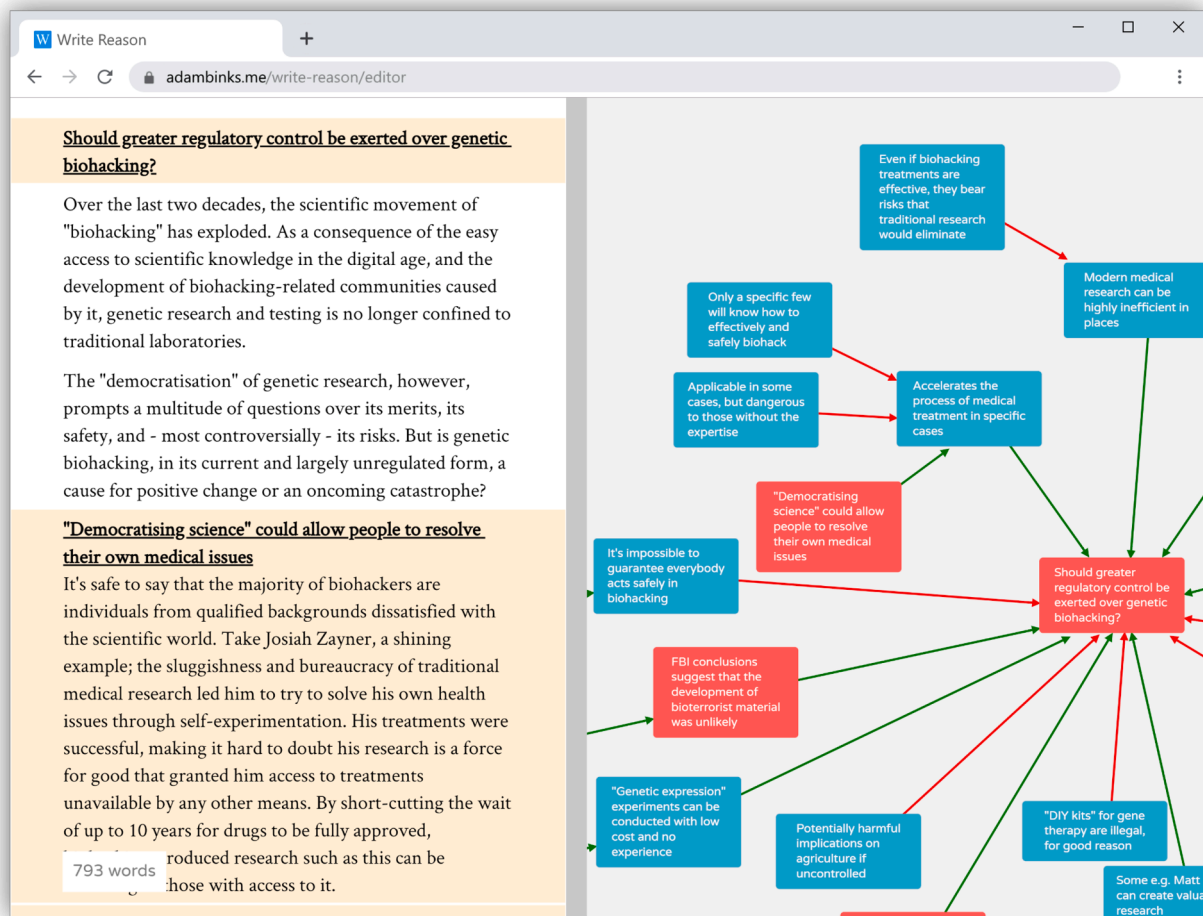 Write Reason
adambinks.me/write-reason/editor
Should greater regulatory control be exerted over genetic
biohacking?
Over the last two decades, the scientific movement of
"biohacking" has exploded. As a consequence of the easy
access to scientific knowledge in the digital age, and the
development of biohacking-related communities caused
by it, genetic research and testing is no longer confined to
traditional laboratories.
The "democratisation" of genetic research, however,
prompts a multitude of questions over its merits, its
safety, and - most controversially - its risks. But is genetic
biohacking, in its current and largely unregulated form, a
cause for positive change or an oncoming catastrophe?
"Democratising science" could allow people to resolve
their own medical issues
It's safe to say that the majority of biohackers are
individuals from qualified backgrounds dissatisfied with
the scientific world. Take Josiah Zayner, a shining
example; the sluggishness and bureaucracy of traditional
medical research led him to try to solve his own health
issues through self-experimentation. His treatments were
successful, making it hard to doubt his research is a force
for good that granted him access to treatments
unavailable by any other means. By short-cutting the wait
of up to 10 years for drugs to be fully approved,
roduced research such as this can be
those with access to it.
793 words
Even if biohacking
treatments are
effective, they bear
risks that
traditional research
would eliminate
Modern medical
research can be
highly inefficient in
places
Only a specific few
will know how to
effectively and
safely biohack
Applicable in some
cases, but dangerous
to those without the
expertise
Accelerates the
process of medical
treatment in specific
cases
"Democratising
science" could allow
people to resolve
their own medical
issues
It's impossible to
guarantee everybody
acts safely in
biohacking
Should greater
regulatory control be
exerted over genetic
biohacking?
FBI conclusions
suggest that the
development of
bioterrorist material
was unlikely
"Genetic expression"
experiments can be
conducted with low
cost and no
experience
Potentially harmful
implications on
agriculture if
uncontrolled
"DIY kits" for gene
therapy are illegal,
for good reason
Some e.g. Matt
can create valua
research